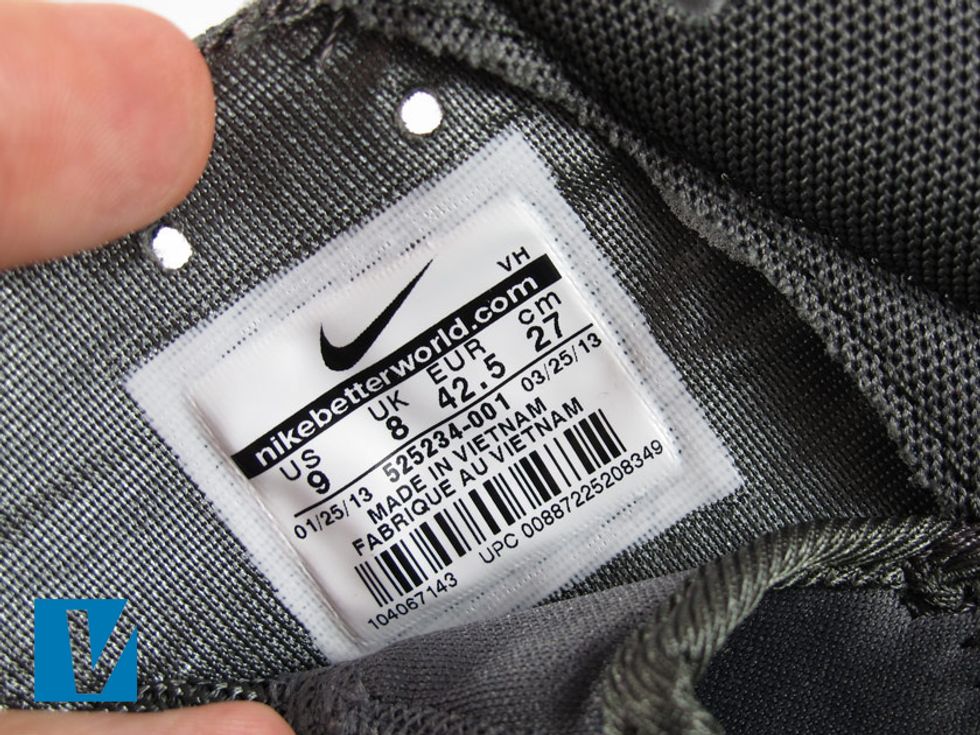 VH
nikebetterworld.com
US UK EUR cm
9 8 42.5 27
01/25/13 525234-001 03/25/13
MADE IN VIETNAM
FABRIQUE AU VIETNAM
104067143 UPC 00887225208349
V